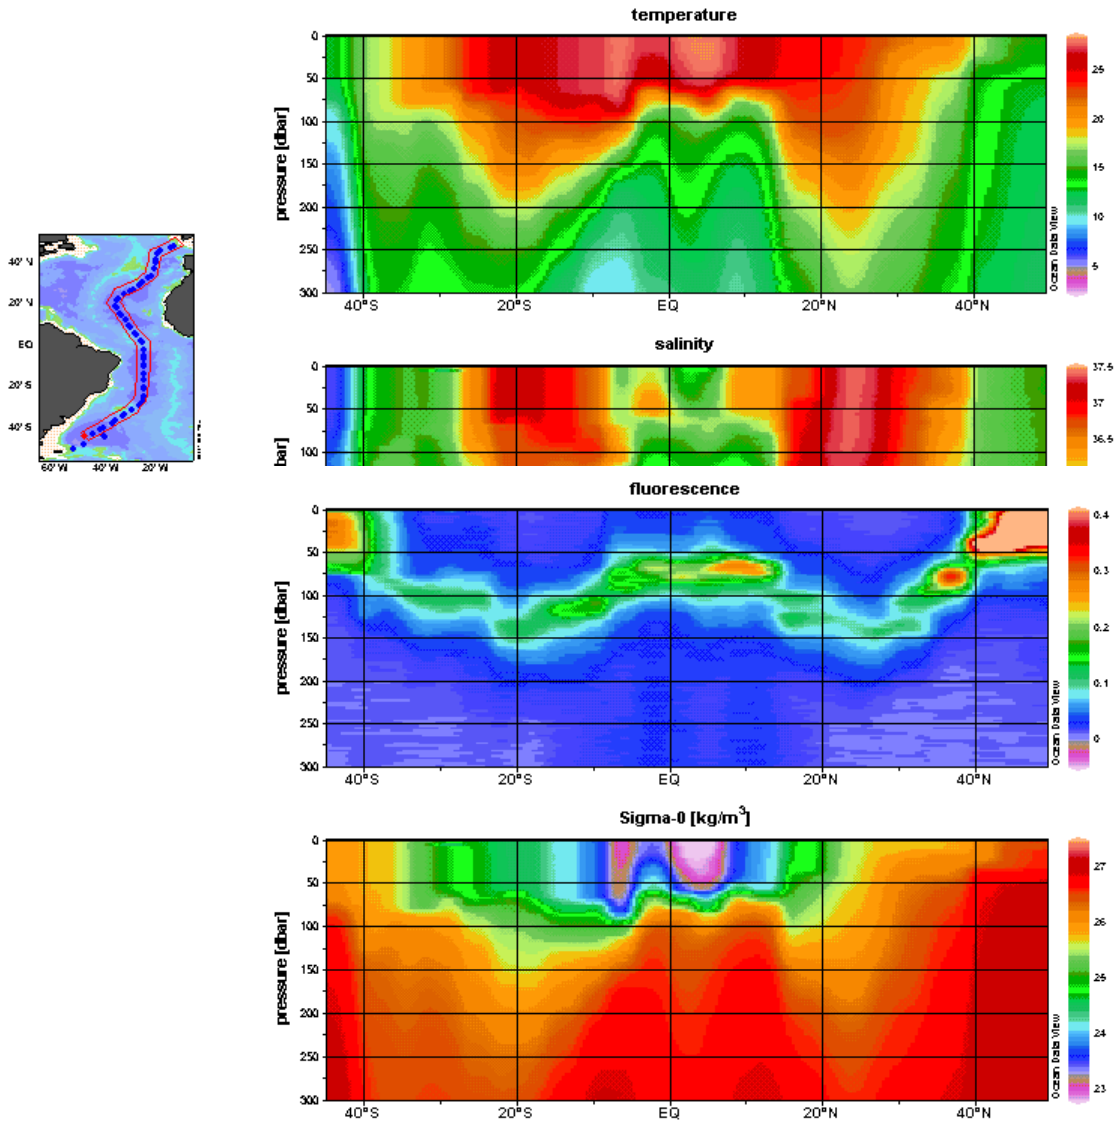 temperature
0
50
100
150
200
250
300
pressure [dbar]
40°S
20°S
EQ
20°N
40°N
25
20
15
10
5
Ocean Data View
40° N
20° N
EQ
20° S
40° S
60° W
40° W
20° W
salinity
0
50
100
bar]
37.5
37
36.5
fluorescence
0
50
100
150
200
250
300
pressure [dbar]
40°S
20°S
EQ
20°N
40°N
0.4
0.3
0.2
0.1
0
Ocean Data View
Sigma-0 [kg/m³]
0
50
100
150
200
250
300
pressure [dbar]
40°S
20°S
EQ
20°N
40°N
27
26
25
24
23
Ocean Data View